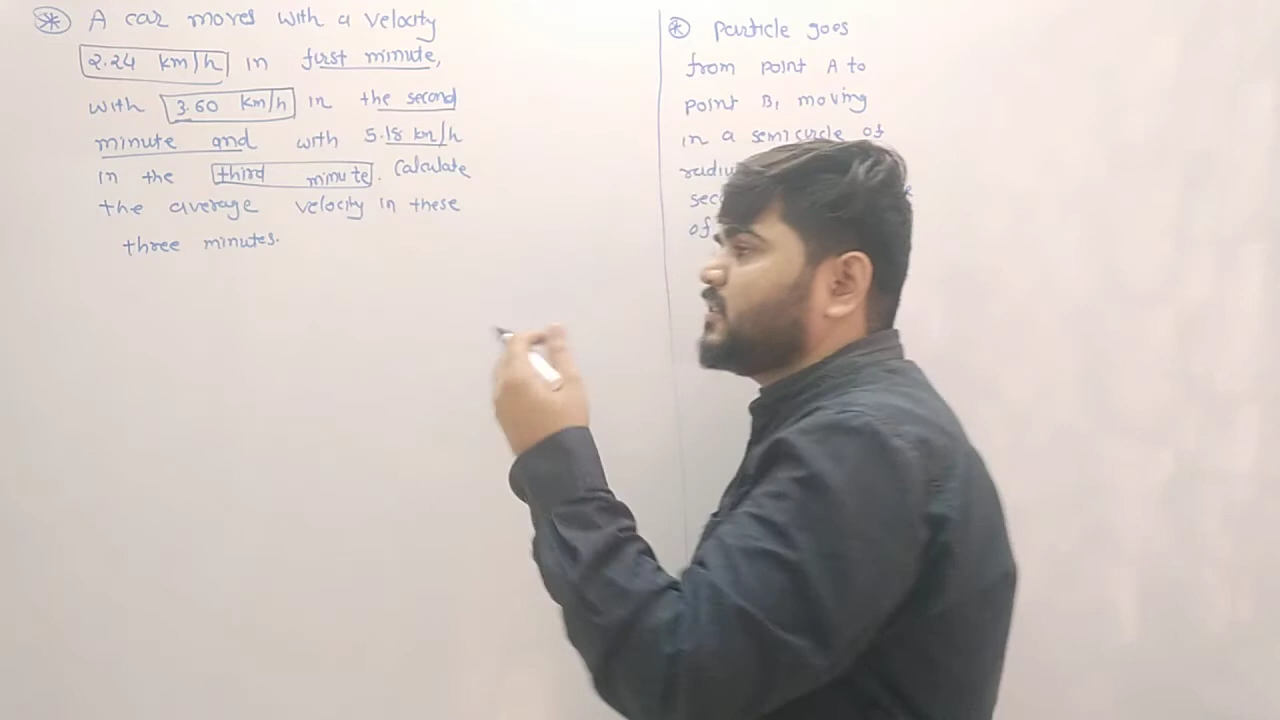 * A car moves with a velocity
2.24 km/h in first minute,
with 3.60 km/h in the second
minute and with 5.18 km/h
in the third minute. Calculate
the average velocity in these
three minutes.
* Particle goes
from point A to
point B, moving
in a semicircle of
of